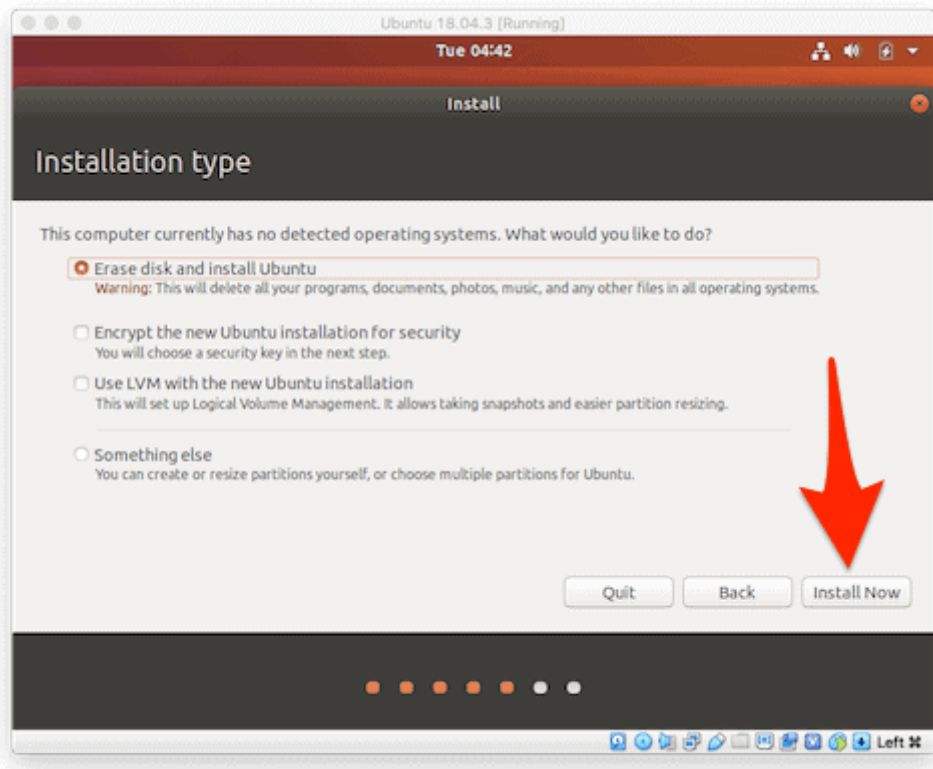 Ubuntu 18.04.3 [Running]
Tue 04:42
Install
Installation type
This computer currently has no detected operating systems. What would you like to do?
Erase disk and install Ubuntu
Warning: This will delete all your programs, documents, photos, music, and any other files in all operating systems.
Encrypt the new Ubuntu installation for security
You will choose a security key in the next step.
Use LVM with the new Ubuntu installation
This will set up Logical Volume Management. It allows taking snapshots and easier partition resizing.
Something else
You can create or resize partitions yourself, or choose multiple partitions for Ubuntu.
Quit Back Install Now
Left ⌘